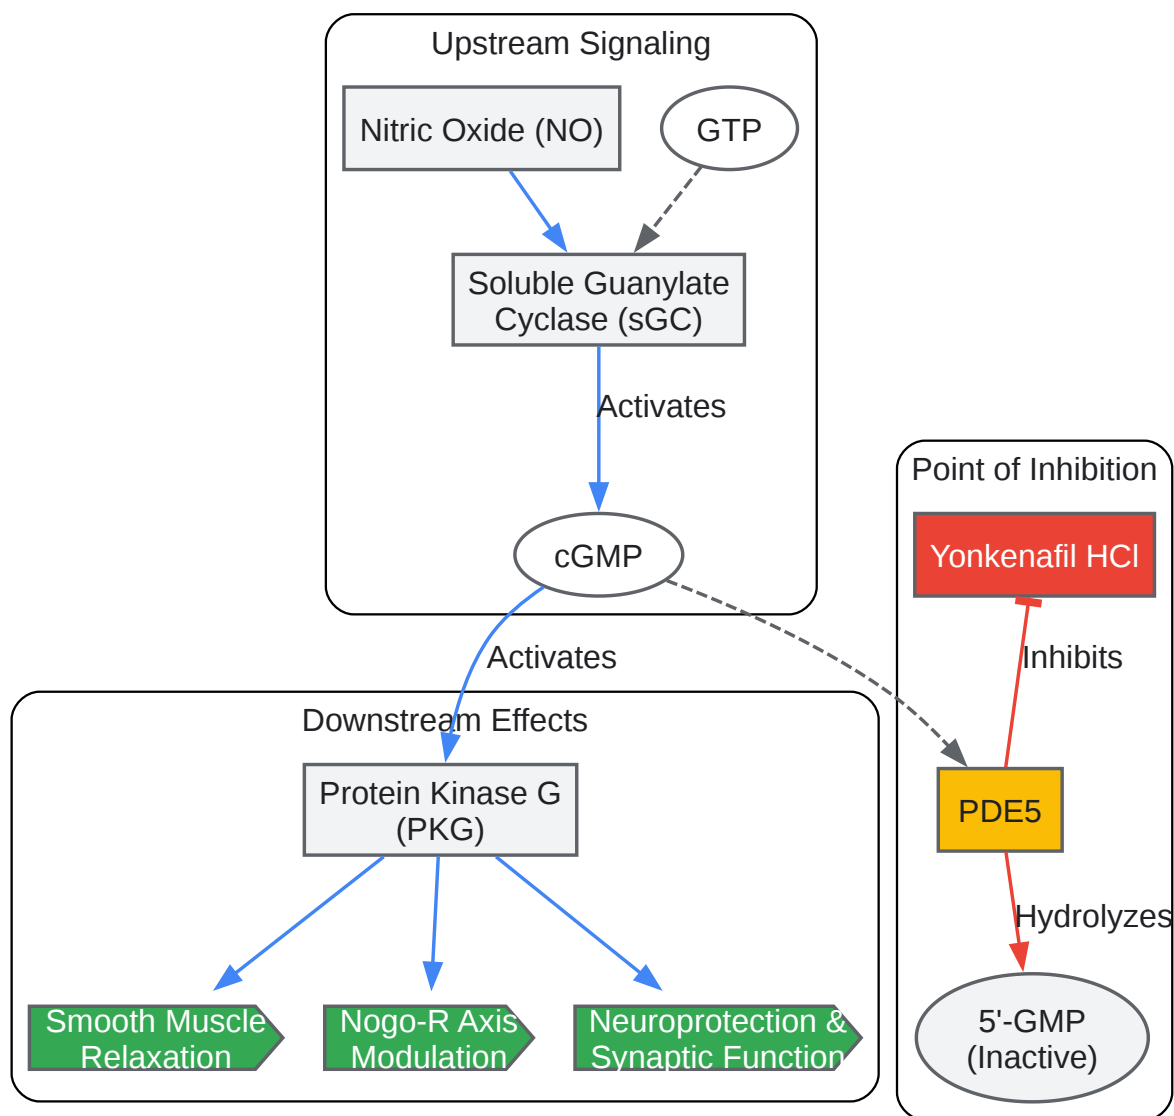 Upstream Signaling
Nitric Oxide (NO)
GTP
Soluble Guanylate
Cyclase (sGC)
Activates
cGMP
Activates
Point of Inhibition
Yonkenafil HCl
Inhibits
PDE5
Hydrolyzes
5'-GMP
(Inactive)
Downstream Effects
Protein Kinase G
(PKG)
Smooth Muscle
Relaxation
Nogo-R Axis
Modulation
Neuroprotection &
Synaptic Function